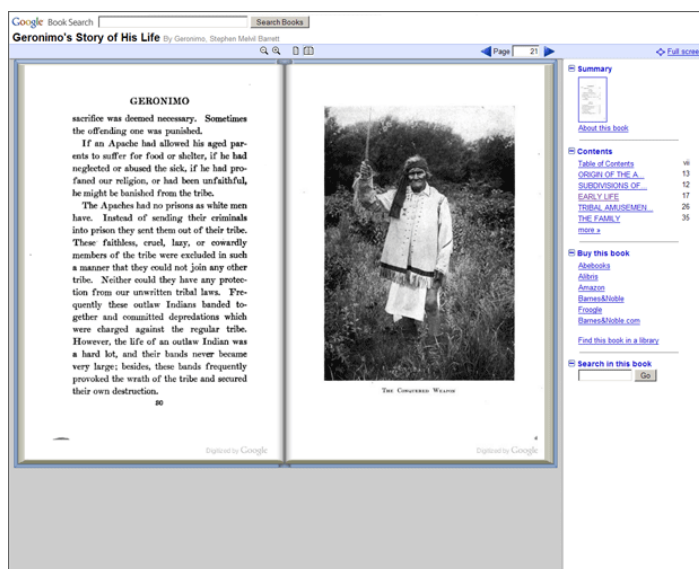 Google Book Search Search Books
Geronimo's Story of His Life By Geronimo, Stephen Melvil Barrett
Page 21 Full scree
GERONIMO
sacrifice was deemed necessary. Sometimes
the offending one was punished.
If an Apache had allowed his aged par-
ents to suffer for food or shelter, if he had
neglected or abused the sick, if he had pro-
faned our religion, or had been unfaithful,
he might be banished from the tribe.
The Apaches had no prisons as white men
have. Instead of sending their criminals
into prison they sent them out of their tribe.
These faithless, cruel, lazy, or cowardly
members of the tribe were excluded in such
a manner that they could not join any other
tribe. Neither could they have any protec-
tion from our unwritten tribal laws. Fre-
quently these outlaw Indians banded to-
gether and committed depredations which
were charged against the regular tribe.
However, the life of an outlaw Indian was
a hard lot, and their bands never became
very large; besides, these bands frequently
provoked the wrath of the tribe and secured
their own destruction.
Digitized by Google
The Conquered Weapon
Digitized by Google
Summary
About this book
Contents
Table of Contents vii
ORIGIN OF THE A... 13
SUBDIVISIONS OF... 12
EARLY LIFE 17
TRIBAL AMUSEMEN... 26
THE FAMILY 35
more »
Buy this book
Abebooks
Alibris
Amazon
Barnes&Noble
Froogle
Barnes&Noble.com
Find this book in a library
Search in this book
Go